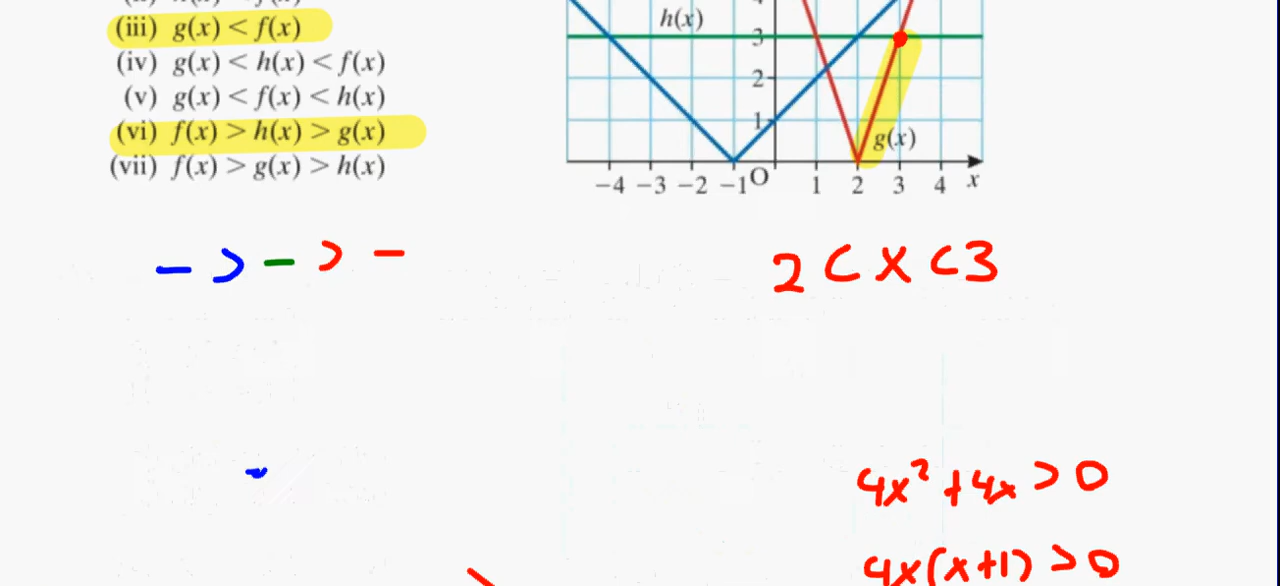 (iii) g(x) < f(x)
(iv) g(x) < h(x) < f(x)
(v) g(x) < f(x) < h(x)
(vi) f(x) > h(x) > g(x)
(vii) f(x) > g(x) > h(x)
h(x)
3
2
1
g(x)
−4 −3 −2 −1 O 1 2 3 4 x
− > − > −
2 < x < 3
4x² + 4x > 0
4x(x+1) > 0